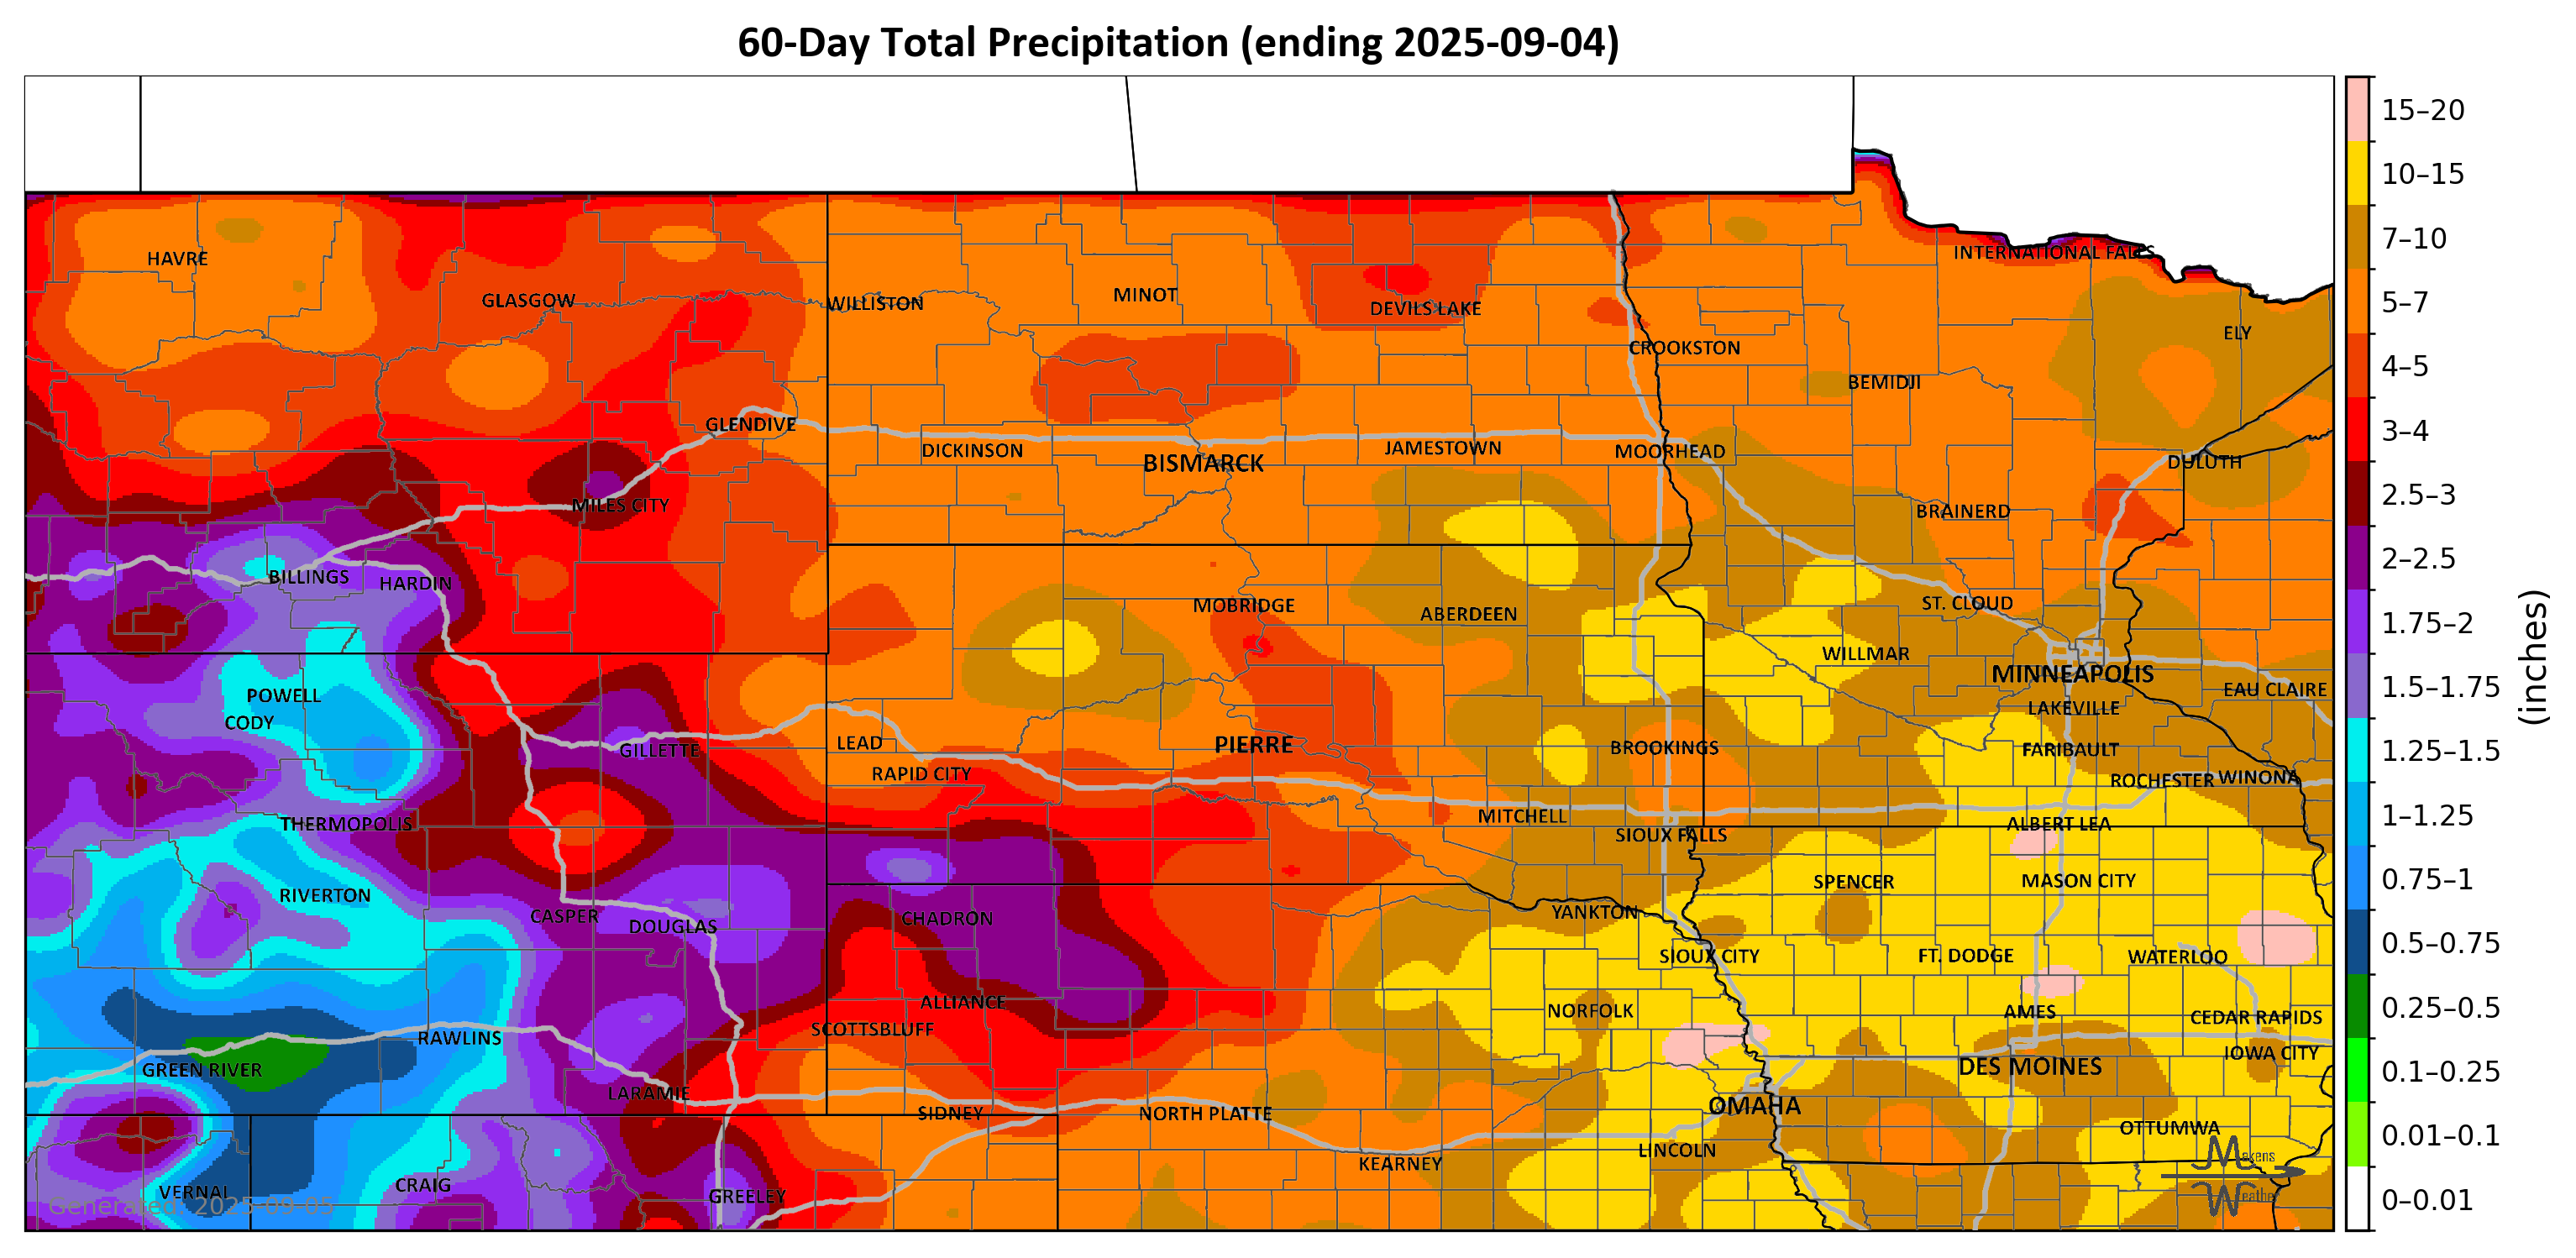 60-Day Total Precipitation (ending 2025-09-04)
15–20
10–15
7–10
5–7
4–5
3–4
2.5–3
2–2.5
1.75–2
1.5–1.75
1.25–1.5
1–1.25
0.75–1
0.5–0.75
0.25–0.5
0.1–0.25
0.01–0.1
0–0.01
(inches)
INTERNATIONAL FALLS
HAVRE
GLASGOW
WILLISTON
MINOT
DEVILS LAKE
ELY
CROOKSTON
BEMIDJI
GLENDIVE
DICKINSON
BISMARCK
JAMESTOWN
MOORHEAD
DULUTH
MILES CITY
BRAINERD
BILLINGS
HARDIN
MOBRIDGE
ABERDEEN
ST. CLOUD
WILLMAR
MINNEAPOLIS
EAU CLAIRE
POWELL
CODY
LAKEVILLE
GILLETTE
LEAD
RAPID CITY
PIERRE
BROOKINGS
FARIBAULT
ROCHESTER
WINONA
THERMOPOLIS
MITCHELL
SIOUX FALLS
ALBERT LEA
RIVERTON
SPENCER
MASON CITY
CASPER
DOUGLAS
CHADRON
YANKTON
SIOUX CITY
FT. DODGE
WATERLOO
ALLIANCE
NORFOLK
AMES
CEDAR RAPIDS
SCOTTSBLUFF
RAWLINS
GREEN RIVER
DES MOINES
IOWA CITY
LARAMIE
SIDNEY
NORTH PLATTE
OMAHA
OTTUMWA
LINCOLN
KEARNEY
VERNAL
CRAIG
GREELEY
Generated: 2025-09-05
Makens
Weather